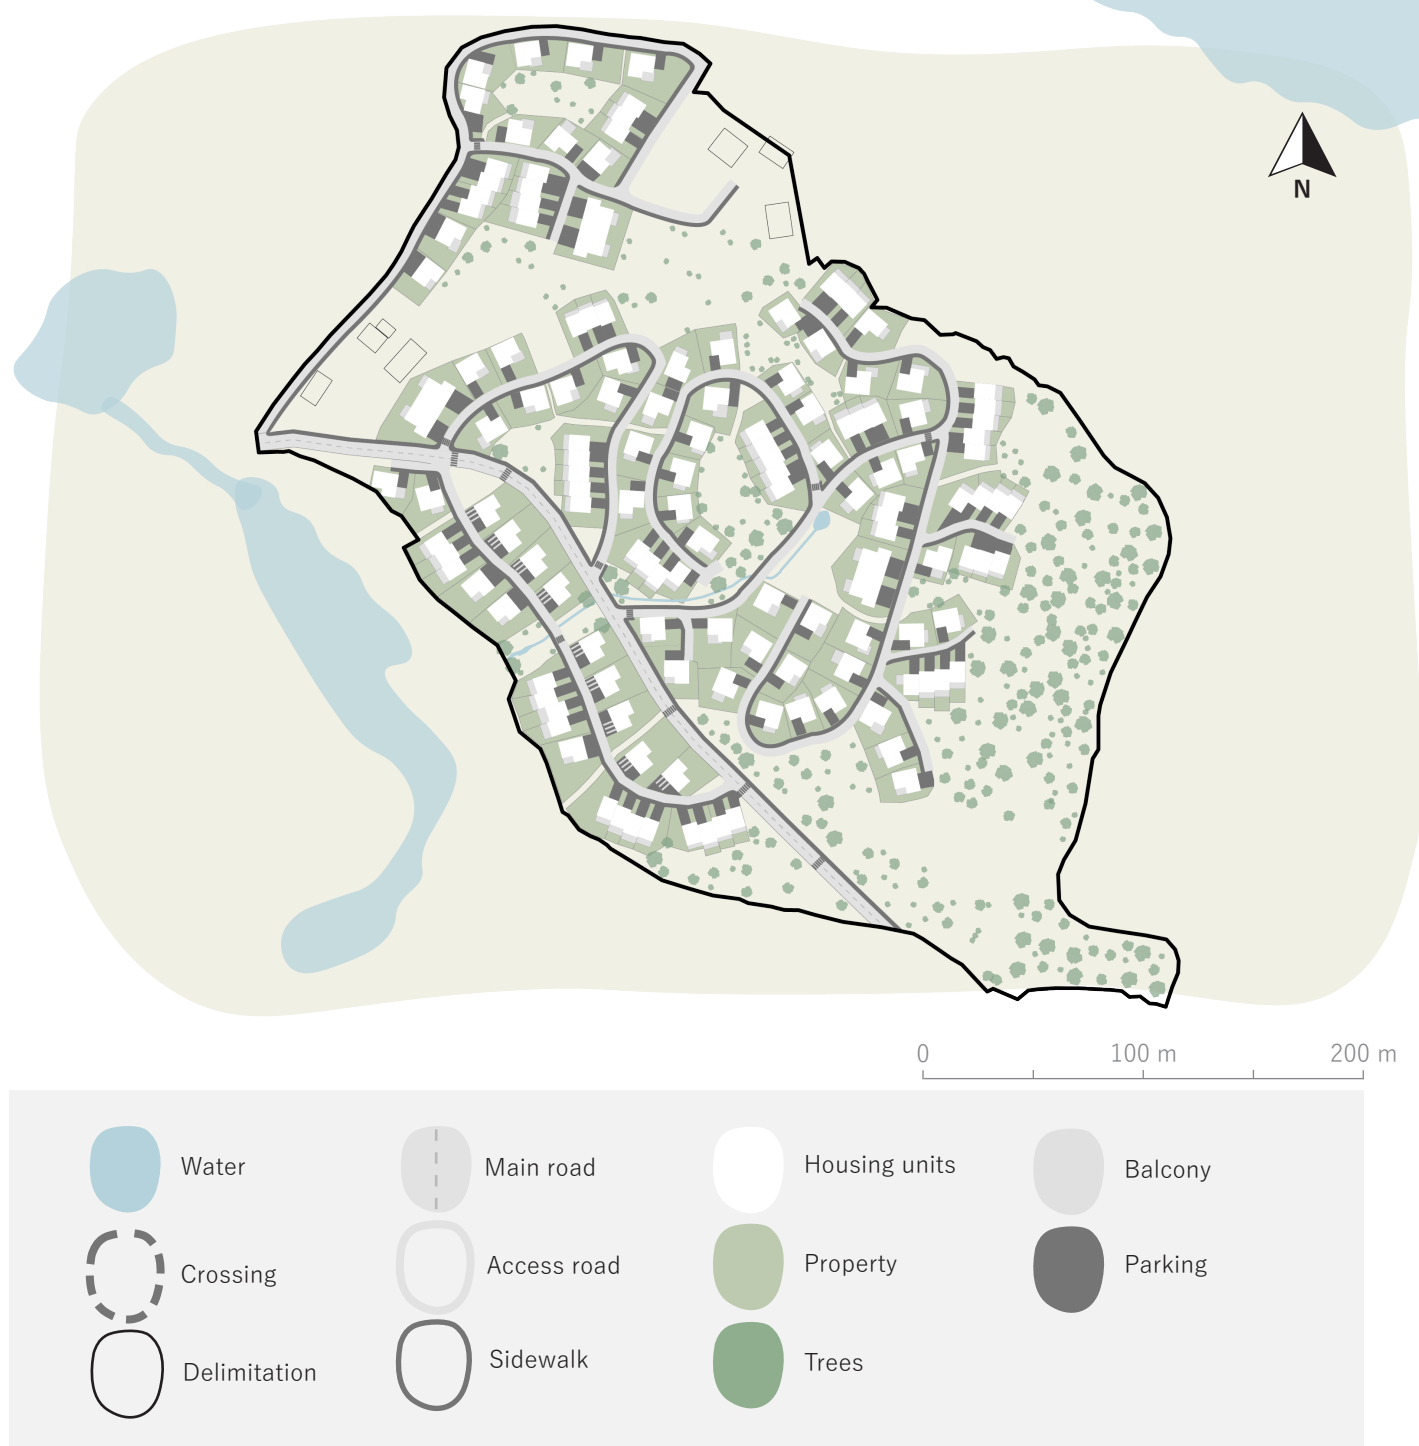 N
0 100 m 200 m
Water
Main road
Housing units
Balcony
Crossing
Access road
Property
Parking
Delimitation
Sidewalk
Trees